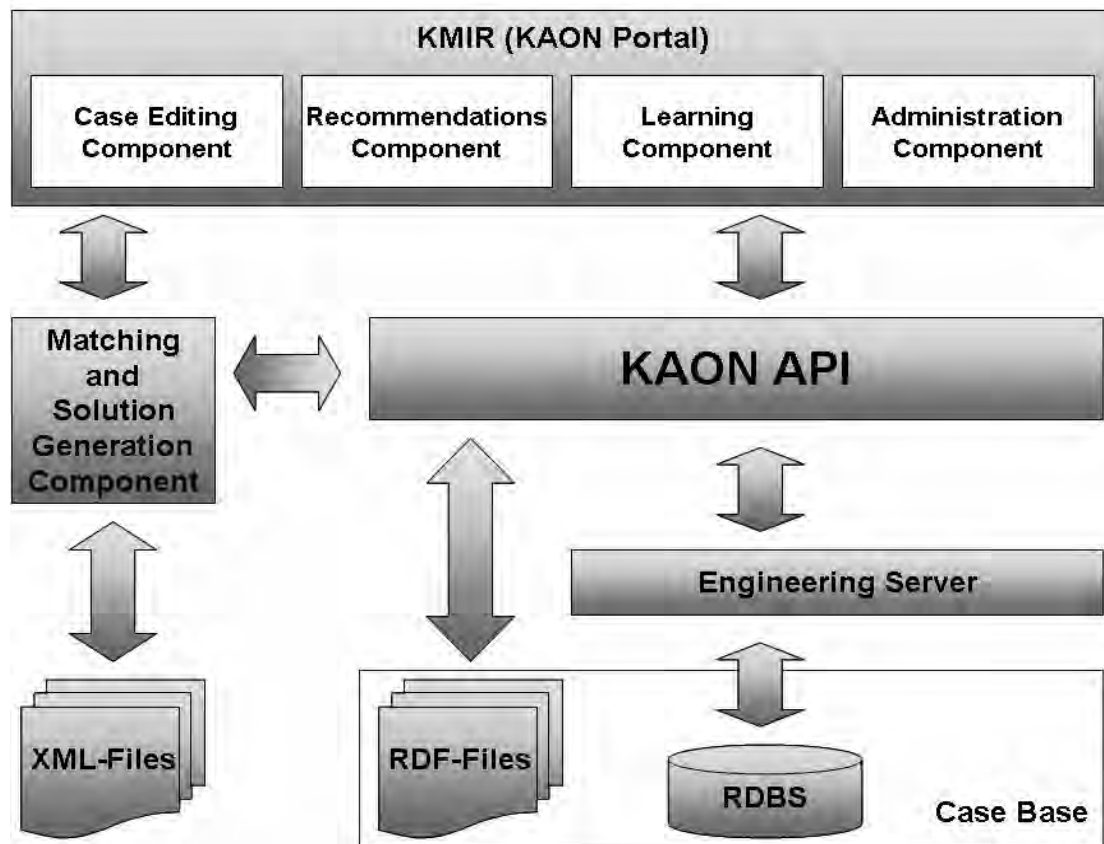 KMIR (KAON Portal)
Case Editing
Component
Recommendations
Component
Learning
Component
Administration
Component
Matching
and
Solution
Generation
Component
KAON API
Engineering Server
XML-Files
RDF-Files
RDBS
Case Base